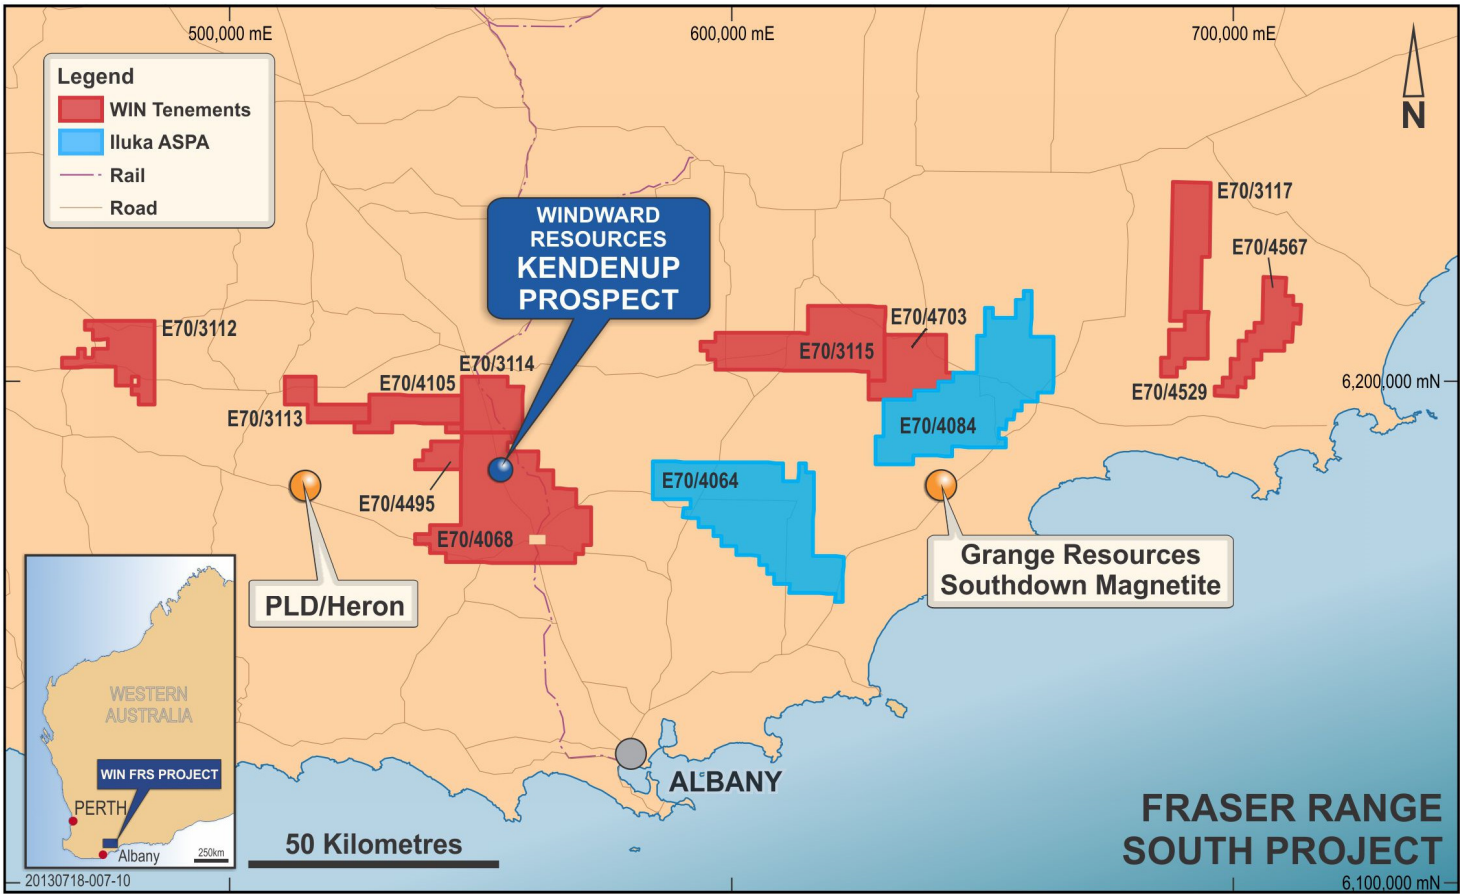 500,000 mE
600,000 mE
700,000 mE
Legend
WIN Tenements
Iluka ASPA
Rail
Road
N
WINDWARD
RESOURCES
KENDENUP
PROSPECT
E70/3117
E70/4567
E70/3112
E70/4703
E70/3115
E70/3114
E70/4105
E70/3113
6,200,000 mN
E70/4529
E70/4084
E70/4064
E70/4495
E70/4068
Grange Resources
Southdown Magnetite
PLD/Heron
WESTERN
AUSTRALIA
WIN FRS PROJECT
PERTH
Albany
250km
ALBANY
50 Kilometres
FRASER RANGE
SOUTH PROJECT
20130718-007-10
6,100,000 mN